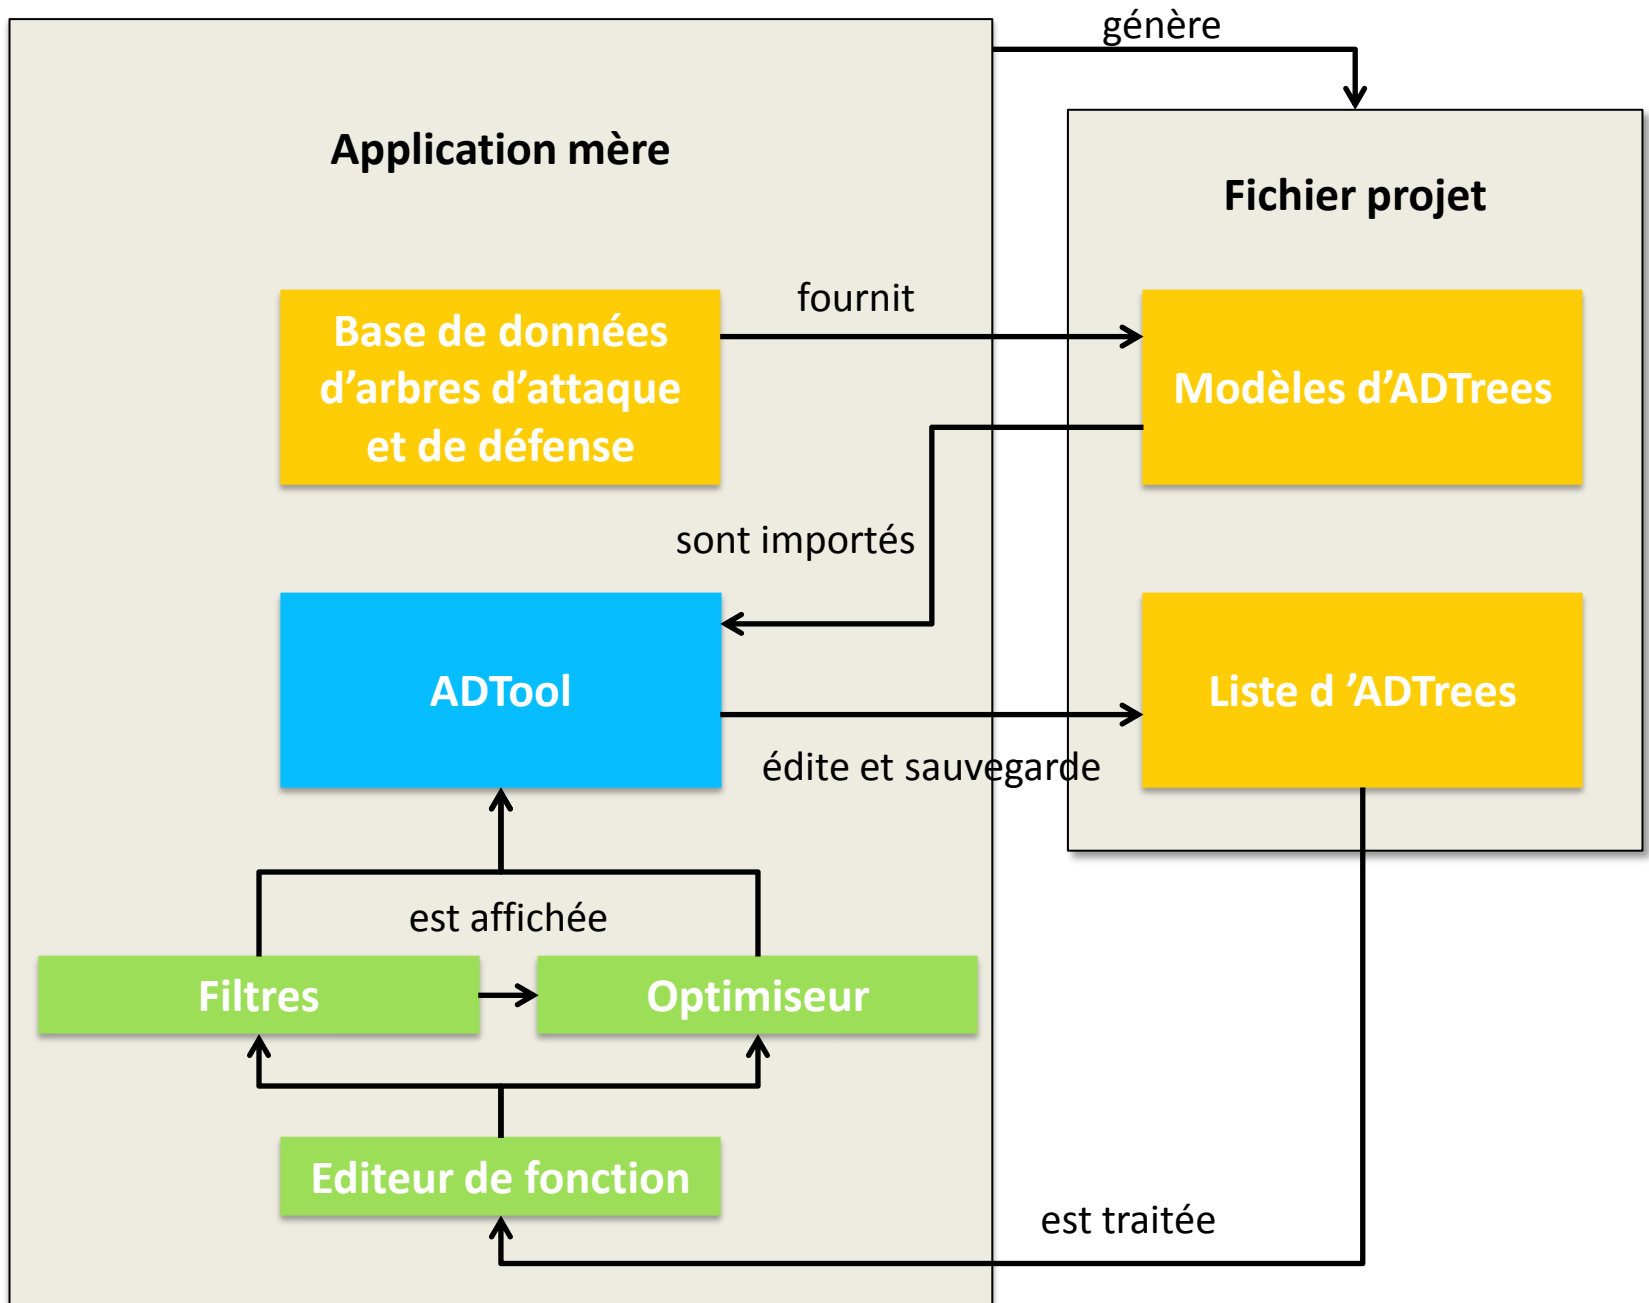 génère
Application mère
Fichier projet
fournit
Base de données
d’arbres d’attaque
et de défense
Modèles d’ADTrees
sont importés
ADTool
Liste d ’ADTrees
édite et sauvegarde
est affichée
Filtres
Optimiseur
Editeur de fonction
est traitée